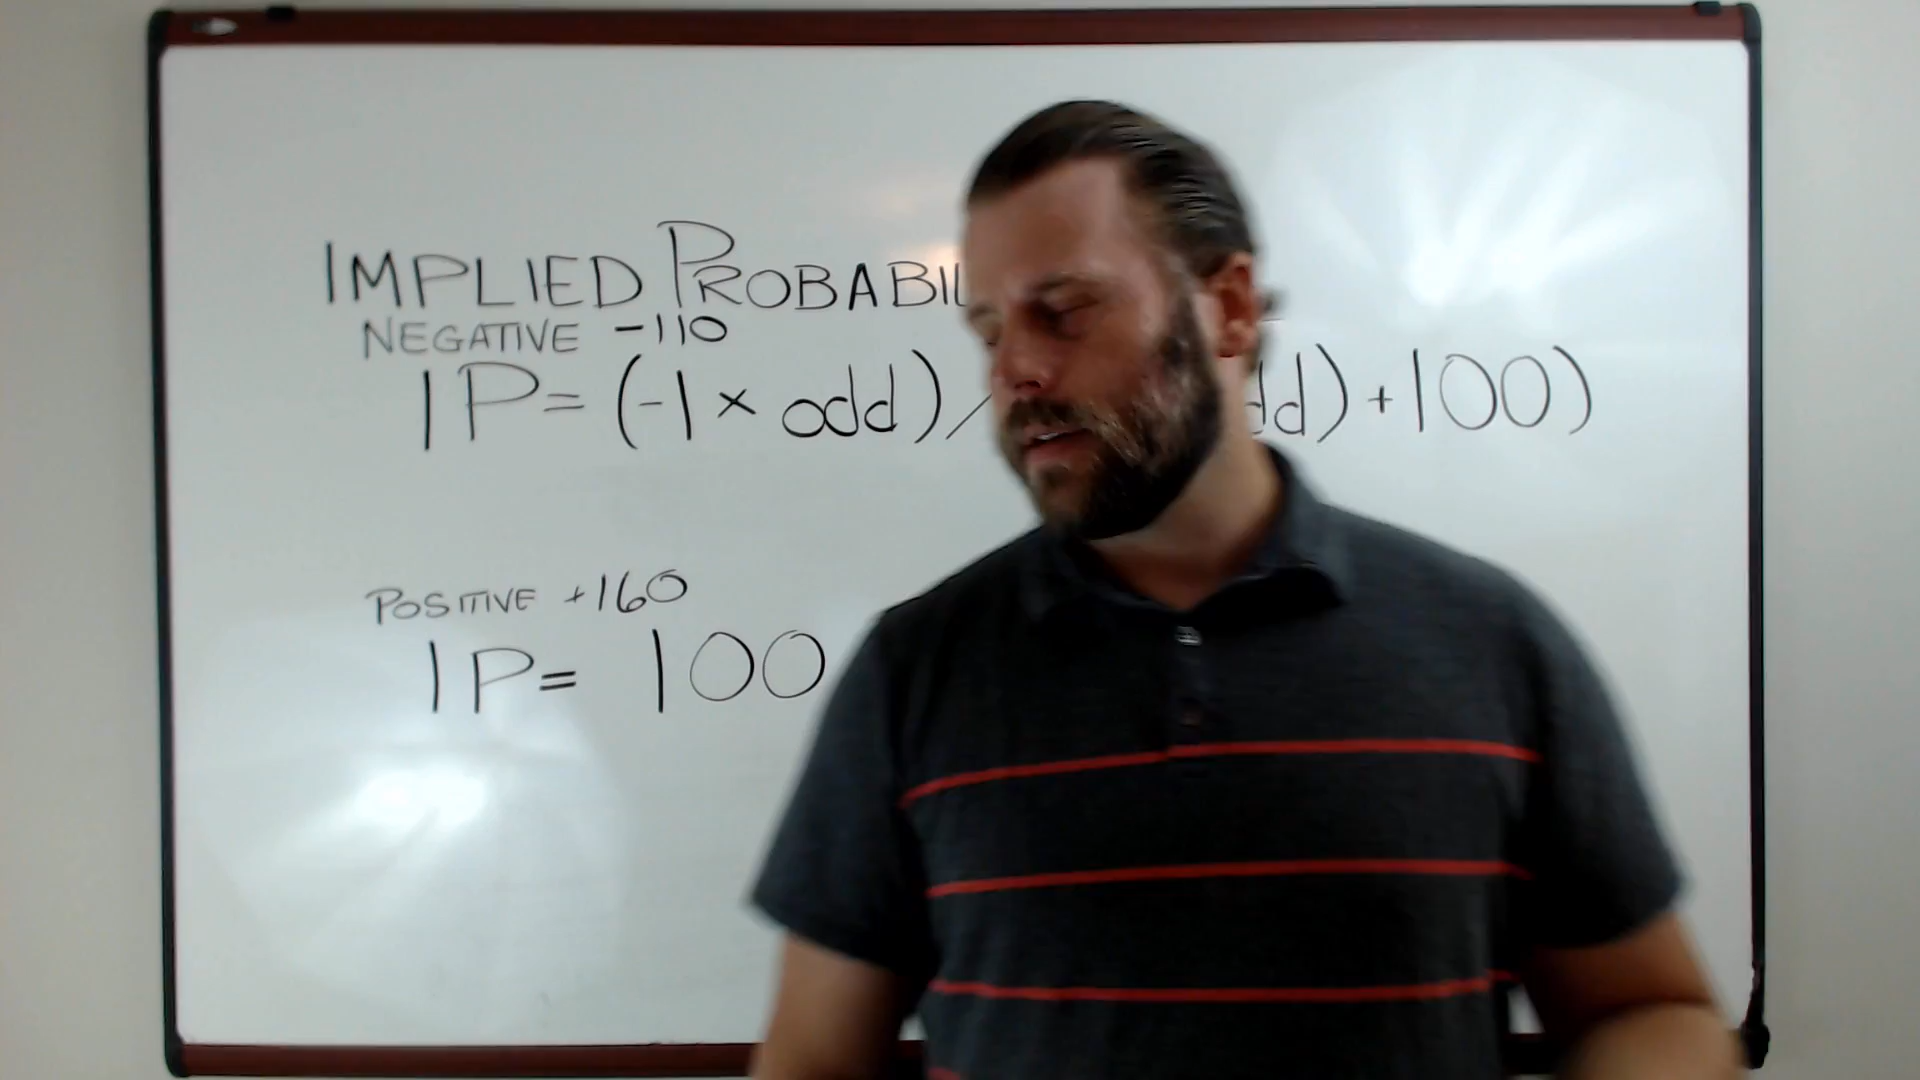 IMPLIED PROBABIL
NEGATIVE -110
IP= (-1 × odd)/ dd) +100)
POSITIVE +160
IP= 100